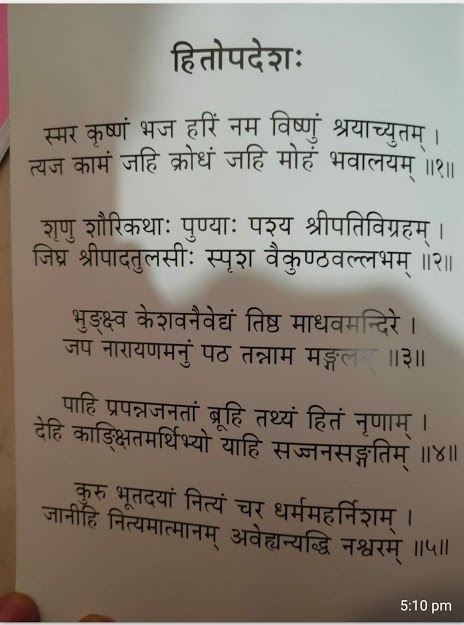 हितोपदेशः
स्मर कृष्णं भज हरिं नम विष्णुं श्रयाच्युतम् ।
त्यज कामं जहि क्रोधं जहि मोहं भवालयम् ॥१॥
शृणु शौरिकथाः पुण्याः पश्य श्रीपतिविग्रहम् ।
जिघ्र श्रीपादतुलसीः स्पृश वैकुण्ठवल्लभम् ॥२॥
भुङ्क्ष्व केशवनैवेद्यं तिष्ठ माधवमन्दिरे ।
जप नारायणमनुं पठ तन्नाम मङ्गलम् ॥३॥
पाहि प्रपन्नजनतां ब्रूहि तथ्यं हितं नृणाम् ।
देहि काङ्क्षितमर्थिभ्यो याहि सज्जनसङ्गतिम् ॥४॥
कुरु भूतदयां नित्यं चर धर्ममहर्निशम् ।
जानीहि नित्यमात्मानम् अवेह्यन्यद्धि नश्वरम् ॥५॥
5:10 pm